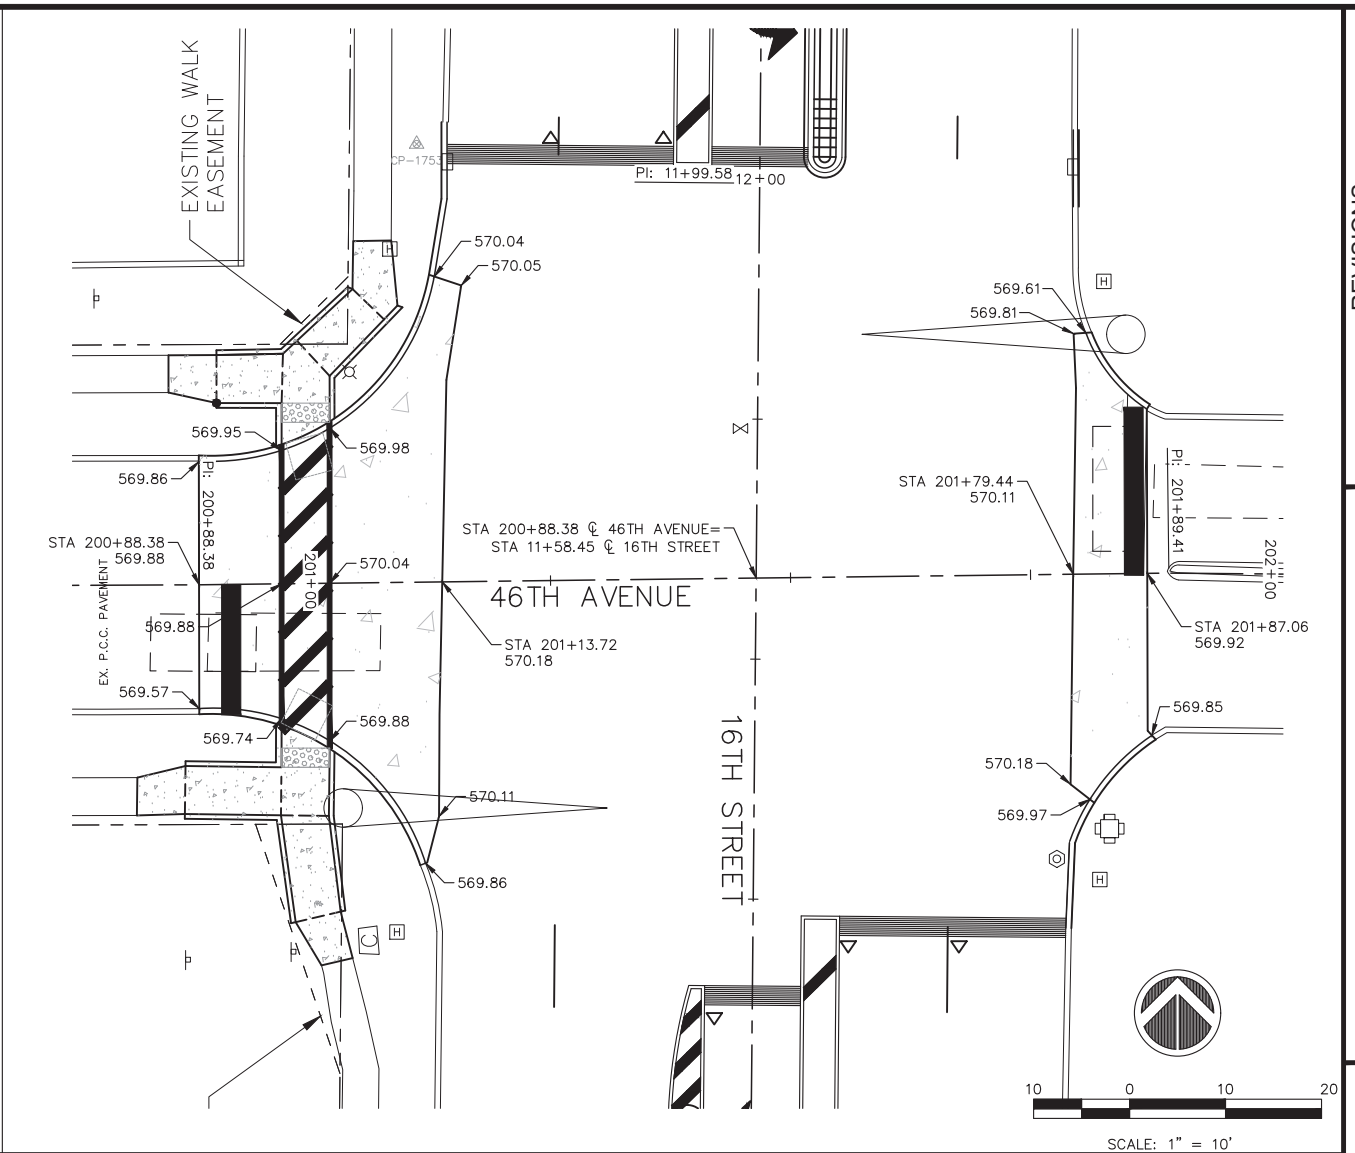 EXISTING WALK
EASEMENT
CP-1753
PI: 11+99.58
12+00
H
570.04
570.05
H
569.61
569.81
569.95
569.98
569.86
PI: 200+88.38
STA 200+88.38
569.88
EX. P.C.C. PAVEMENT
201+00
570.04
STA 200+88.38 ℄ 46TH AVENUE=
STA 11+58.45 ℄ 16TH STREET
46TH AVENUE
STA 201+79.44
570.11
PI: 201+89.41
202+00
569.88
STA 201+13.72
570.18
STA 201+87.06
569.92
569.57
569.74
569.88
569.85
16TH STREET
570.18
570.11
569.97
569.86
H
C
H
10 0 10 20
SCALE: 1" = 10'